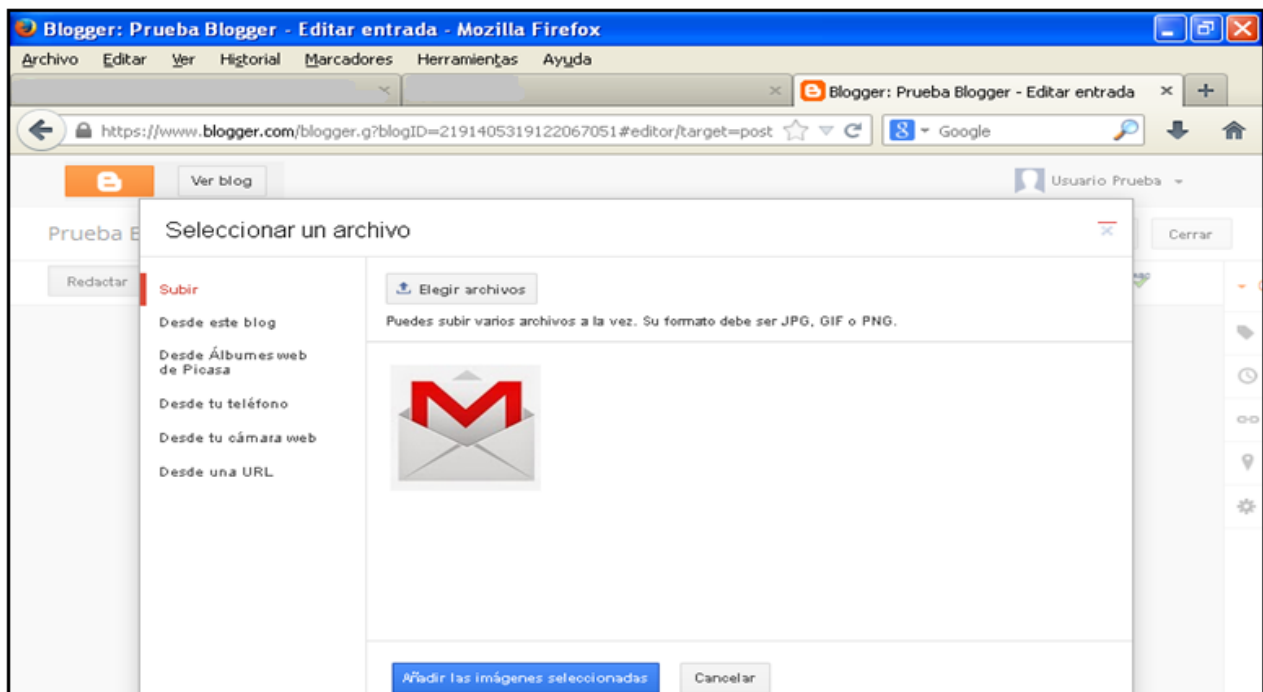 Blogger: Prueba Blogger - Editar entrada - Mozilla Firefox
Archivo Editar Ver Historial Marcadores Herramientas Ayuda
Blogger: Prueba Blogger - Editar entrada
https://www.blogger.com/blogger.g?blogID=2191405319122067051#editor/target=post Google
Ver blog Usuario Prueba
Prueba Seleccionar un archivo Cerrar
Redactar
Subir Elegir archivos
Desde este blog Puedes subir varios archivos a la vez. Su formato debe ser JPG, GIF o PNG.
Desde Álbumes web
de Picasa
Desde tu teléfono
Desde tu cámara web
Desde una URL
Añadir las imágenes seleccionadas Cancelar